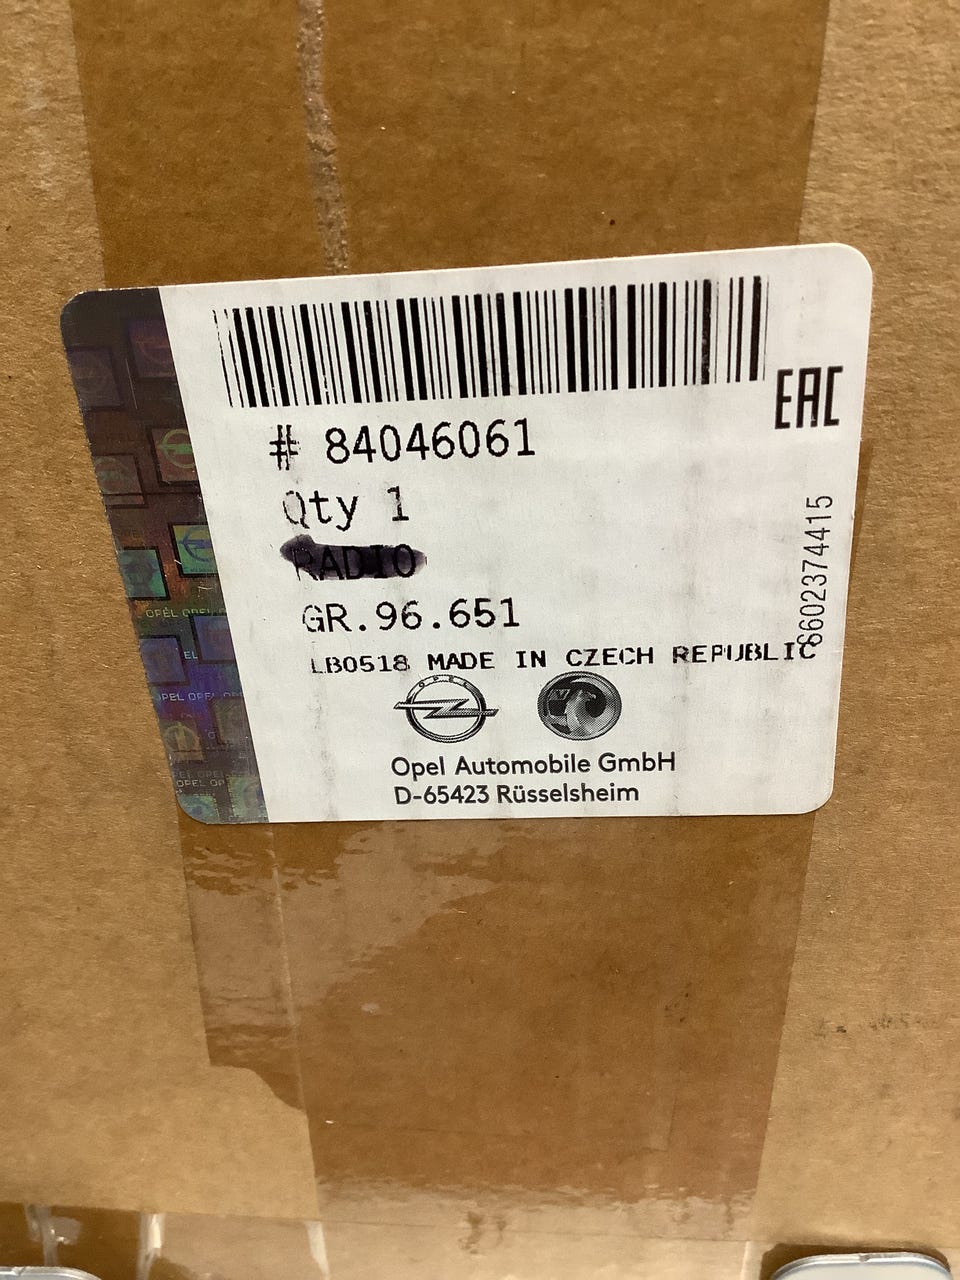 EAC
# 84046061
Qty 1
RADIO
GR.96.651
LB0518 MADE IN CZECH REPUBLIC
6602374415
OPEL
Opel Automobile GmbH
D-65423 Rüsselsheim